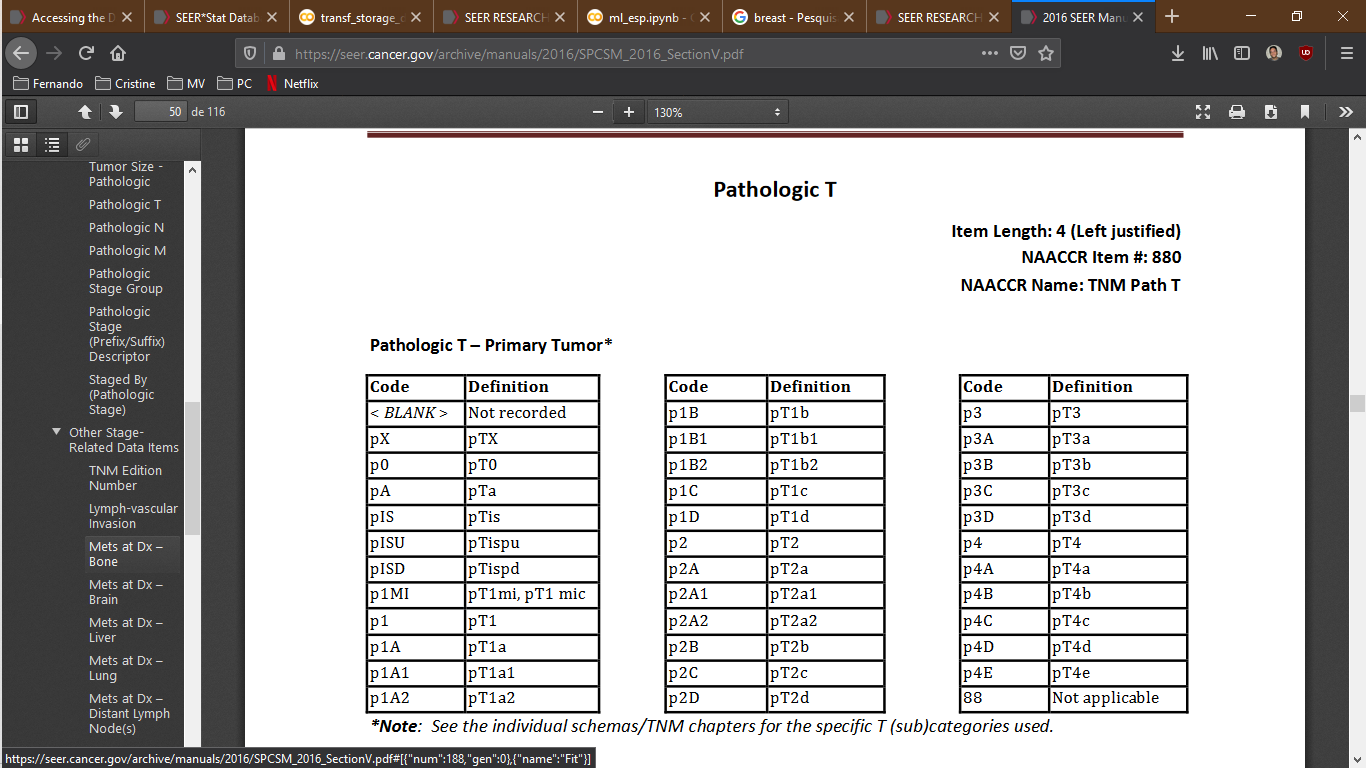 Accessing the D
SEER*Stat Datab
transf_storage_
SEER RESEARCH
ml_esp.ipynb -
breast - Pesquis
SEER RESEARCH
2016 SEER Manu
https://seer.cancer.gov/archive/manuals/2016/SPCSM_2016_SectionV.pdf
Fernando
Cristine
MV
PC
Netflix
50 de 116
130%
Tumor Size -
Pathologic
Pathologic T
Pathologic N
Pathologic M
Pathologic
Stage Group
Pathologic
Stage
(Prefix/Suffix)
Descriptor
Staged By
(Pathologic
Stage)
Other Stage-
Related Data Items
TNM Edition
Number
Lymph-vascular
Invasion
Mets at Dx –
Bone
Mets at Dx –
Brain
Mets at Dx –
Liver
Mets at Dx –
Lung
Mets at Dx –
Distant Lymph
Node(s)
Pathologic T
Item Length: 4 (Left justified)
NAACCR Item #: 880
NAACCR Name: TNM Path T
Pathologic T – Primary Tumor*
Code Definition
< BLANK > Not recorded
pX pTX
p0 pT0
pA pTa
pIS pTis
pISU pTispu
pISD pTispd
p1MI pT1mi, pT1 mic
p1 pT1
p1A pT1a
p1A1 pT1a1
p1A2 pT1a2
Code Definition
p1B pT1b
p1B1 pT1b1
p1B2 pT1b2
p1C pT1c
p1D pT1d
p2 pT2
p2A pT2a
p2A1 pT2a1
p2A2 pT2a2
p2B pT2b
p2C pT2c
p2D pT2d
Code Definition
p3 pT3
p3A pT3a
p3B pT3b
p3C pT3c
p3D pT3d
p4 pT4
p4A pT4a
p4B pT4b
p4C pT4c
p4D pT4d
p4E pT4e
88 Not applicable
*Note: See the individual schemas/TNM chapters for the specific T (sub)categories used.
https://seer.cancer.gov/archive/manuals/2016/SPCSM_2016_SectionV.pdf#[{"num":188,"gen":0},{"name":"Fit"}]